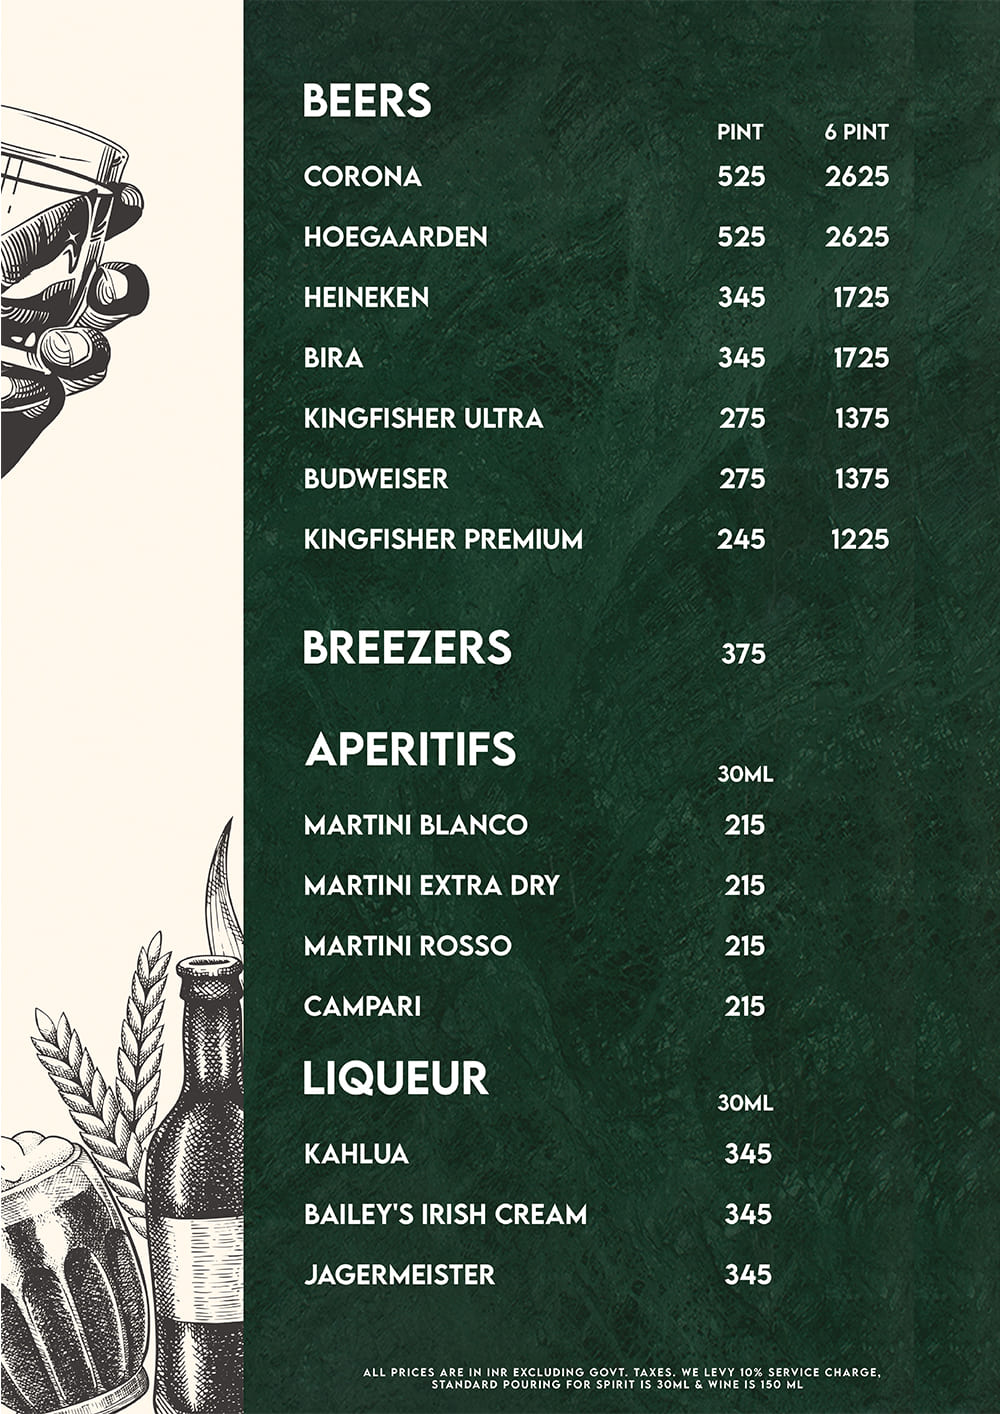 BEERS
PINT 6 PINT
CORONA 525 2625
HOEGAARDEN 525 2625
HEINEKEN 345 1725
BIRA 345 1725
KINGFISHER ULTRA 275 1375
BUDWEISER 275 1375
KINGFISHER PREMIUM 245 1225
BREEZERS 375
APERITIFS
30ML
MARTINI BLANCO 215
MARTINI EXTRA DRY 215
MARTINI ROSSO 215
CAMPARI 215
LIQUEUR
30ML
KAHLUA 345
BAILEY'S IRISH CREAM 345
JAGERMEISTER 345
ALL PRICES ARE IN INR EXCLUDING GOVT. TAXES. WE LEVY 10% SERVICE CHARGE,
STANDARD POURING FOR SPIRIT IS 30ML & WINE IS 150 ML